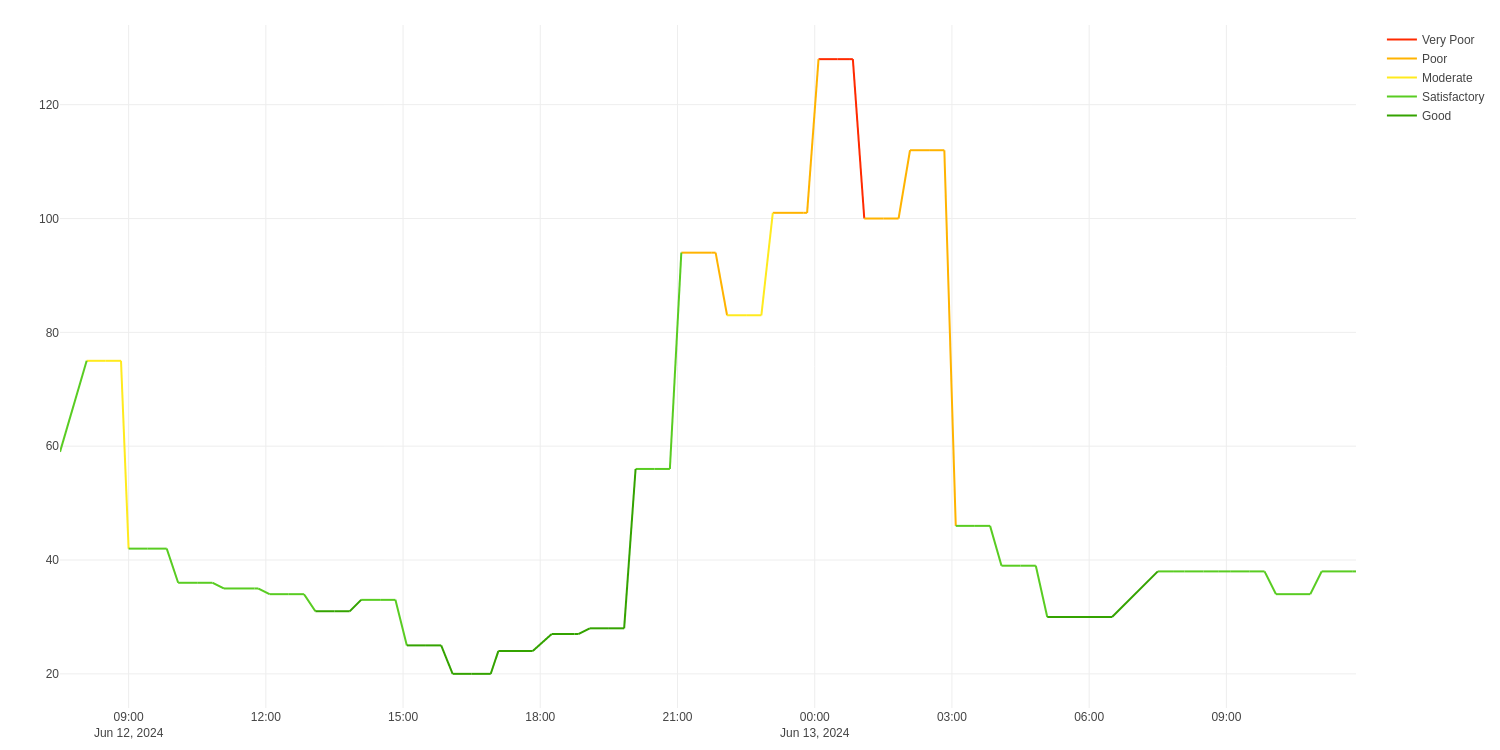 120
100
80
60
40
20
09:00
12:00
15:00
18:00
21:00
00:00
03:00
06:00
09:00
Jun 12, 2024
Jun 13, 2024
Very Poor
Poor
Moderate
Satisfactory
Good